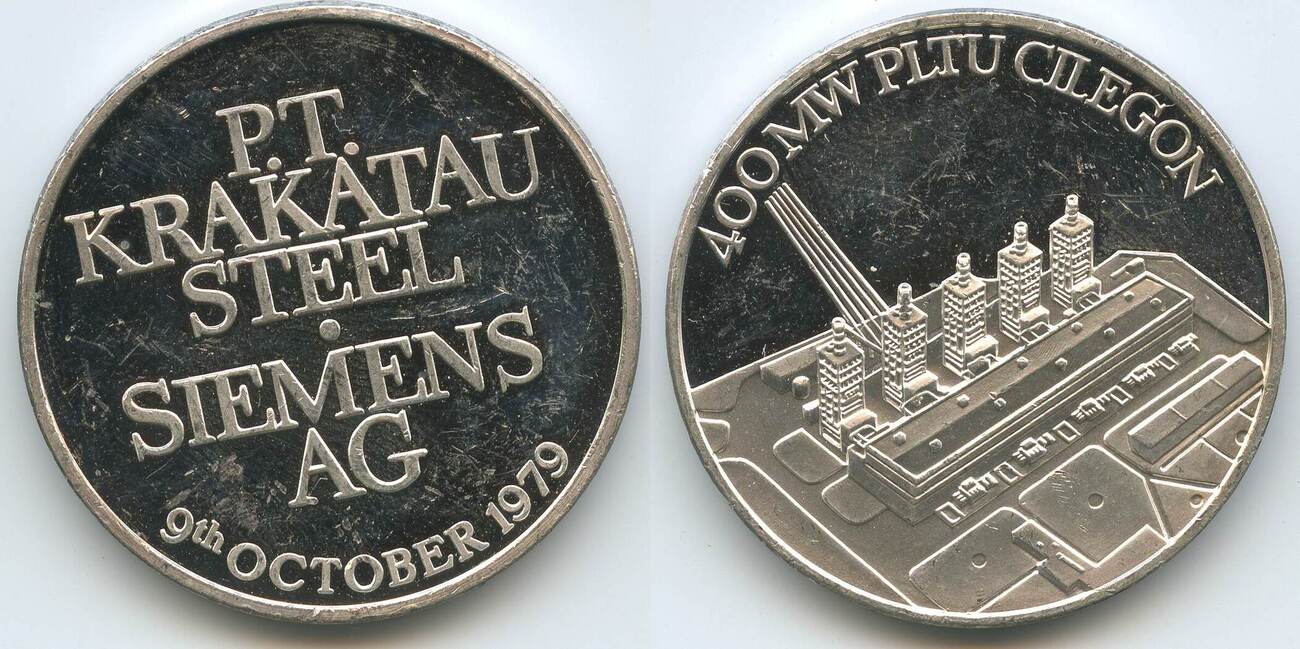 P.T.
KRAKATAU
STEEL
·
SIEMENS
AG
9th OCTOBER 1979
400 MW PLTU CILEGON